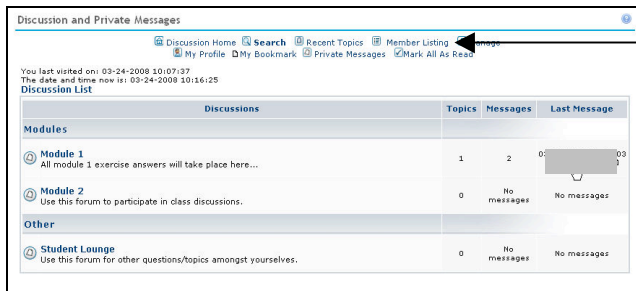 Discussion and Private Messages
Discussion Home Search Recent Topics Member Listing Manage
My Profile My Bookmark Private Messages Mark All As Read
You last visited on: 03-24-2008 10:07:37
The date and time now is: 03-24-2008 10:16:25
Discussion List
Discussions Topics Messages Last Message
Modules
Module 1
All module 1 exercise answers will take place here... 1 2
Module 2
Use this forum to participate in class discussions. 0 No messages No messages
Other
Student Lounge
Use this forum for other questions/topics amongst yourselves. 0 No messages No messages